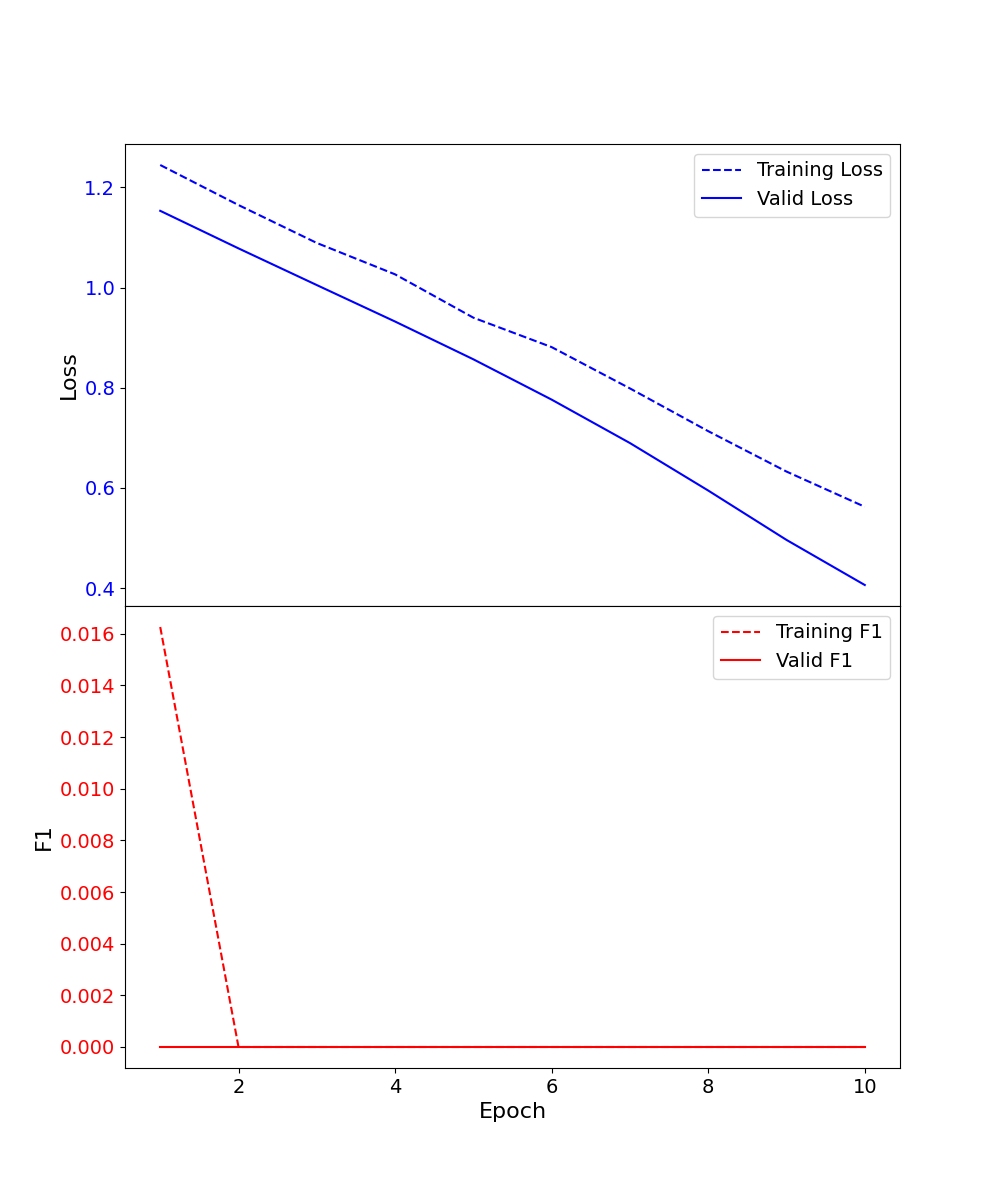 Training Loss
Valid Loss
1.2
1.0
0.8
0.6
0.4
Loss
Training F1
Valid F1
0.016
0.014
0.012
0.010
0.008
0.006
0.004
0.002
0.000
F1
2 4 6 8 10
Epoch